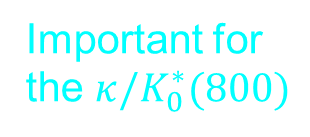 Important for
the 𝜅/𝐾₀*(800)